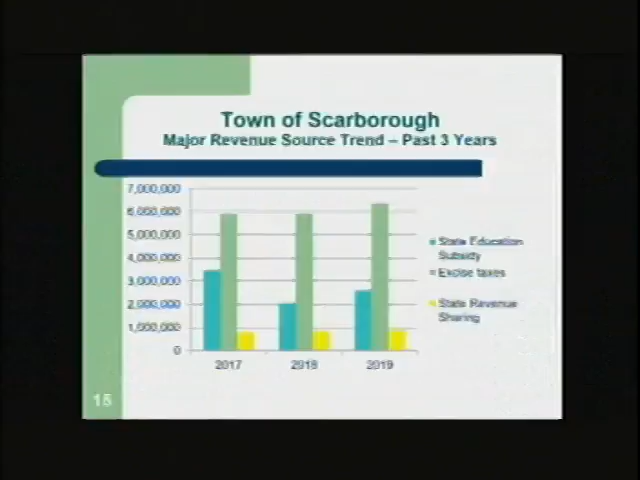 Town of Scarborough
Major Revenue Source Trend – Past 3 Years
7,000,000
6,000,000
5,000,000
4,000,000
3,000,000
2,000,000
1,000,000
0
2017 2018 2019
State Education
Subsidy
Excise taxes
State Revenue
Sharing
15